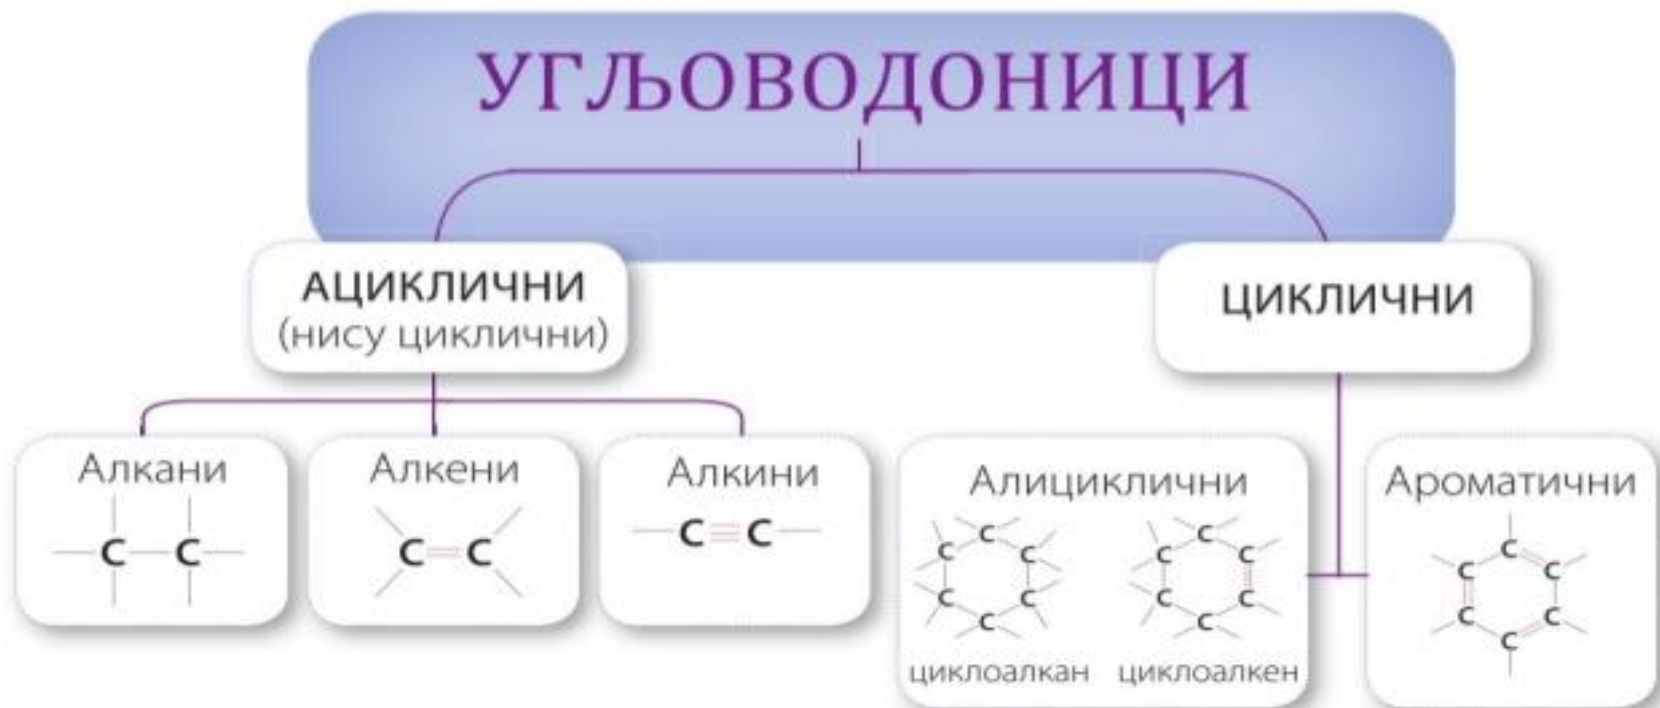 УГЉОВОДОНИЦИ
АЦИКЛИЧНИ
(нису циклични)
ЦИКЛИЧНИ
Алкани
C C
Алкени
C=C
Алкини
C≡C
Алициклични
C C C C C C
C C C C C C
циклоалкан
циклоалкен
Ароматични
C C C C C C